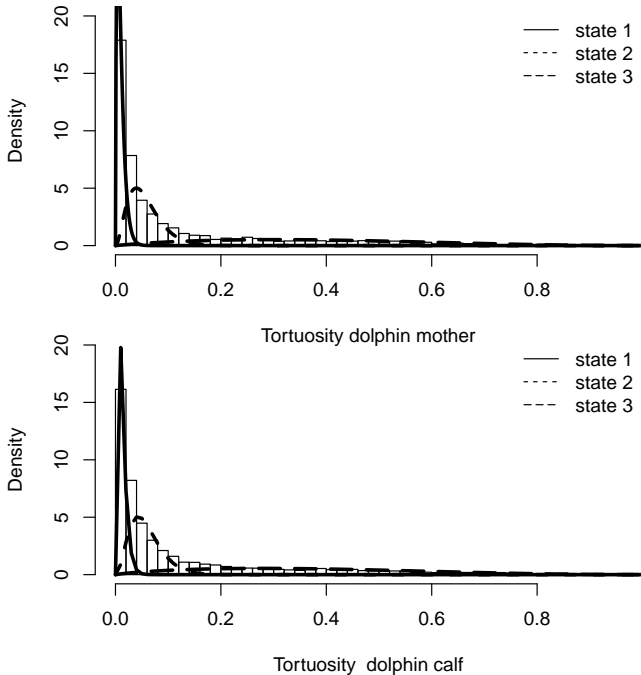 20
15
10
5
0
Density
state 1
state 2
state 3
0.0 0.2 0.4 0.6 0.8
Tortuosity dolphin mother
20
15
10
5
0
Density
state 1
state 2
state 3
0.0 0.2 0.4 0.6 0.8
Tortuosity dolphin calf